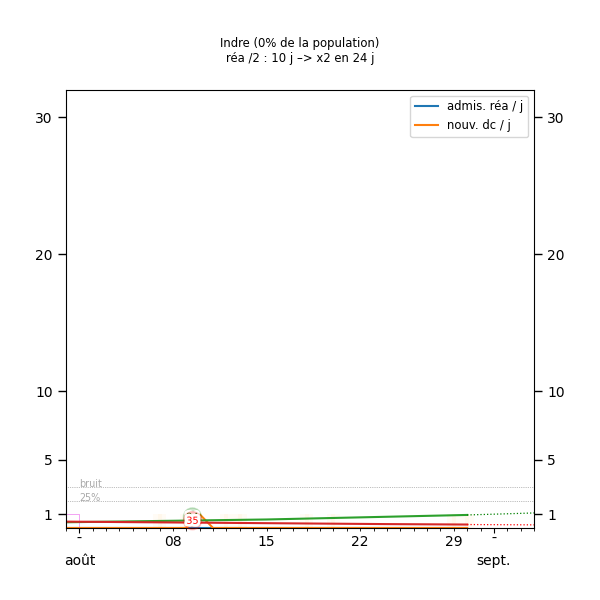 Indre (0% de la population)
réa /2 : 10 j –> x2 en 24 j
admis. réa / j
nouv. dc / j
30 30
20 20
10 10
5 5
bruit
25%
1 1
35
- 08 15 22 29 -
août sept.